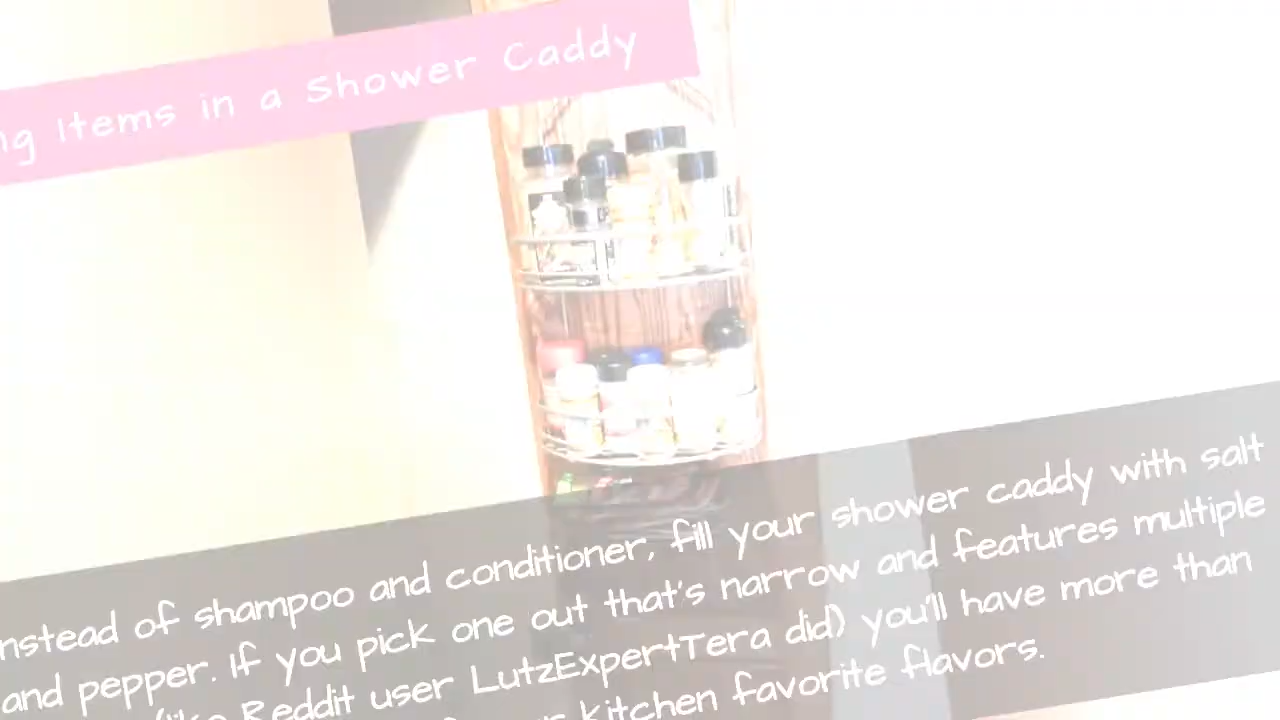 Items in a Shower Caddy
nstead of shampoo and conditioner, fill your shower caddy with salt
and pepper. If you pick one out that's narrow and features multiple
Reddit user LutzExpertTera did) you'll have more than
kitchen favorite flavors.